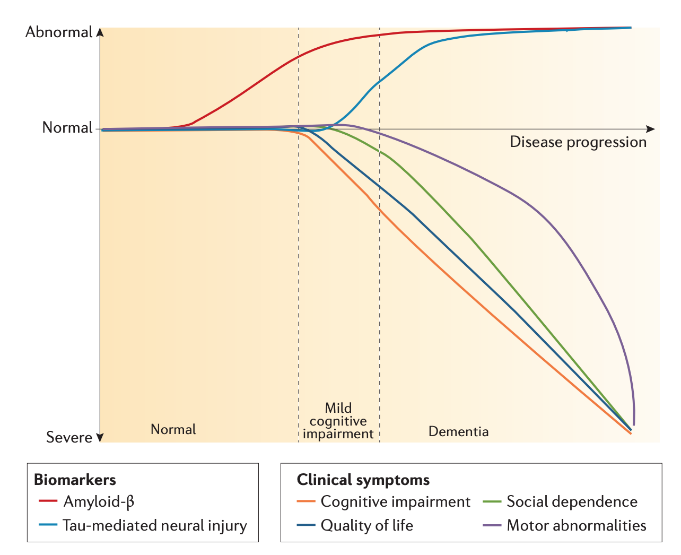 Abnormal
Normal
Disease progression
Severe
Normal
Mild
cognitive
impairment
Dementia
Biomarkers
Amyloid-β
Tau-mediated neural injury
Clinical symptoms
Cognitive impairment
Social dependence
Quality of life
Motor abnormalities